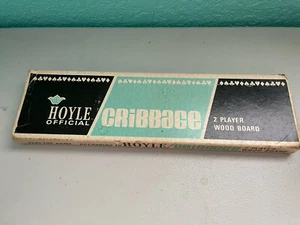 HOYLE
OFFICIAL
CRiBBaGe
2 PLAYER
WOOD BOARD
HOYLE